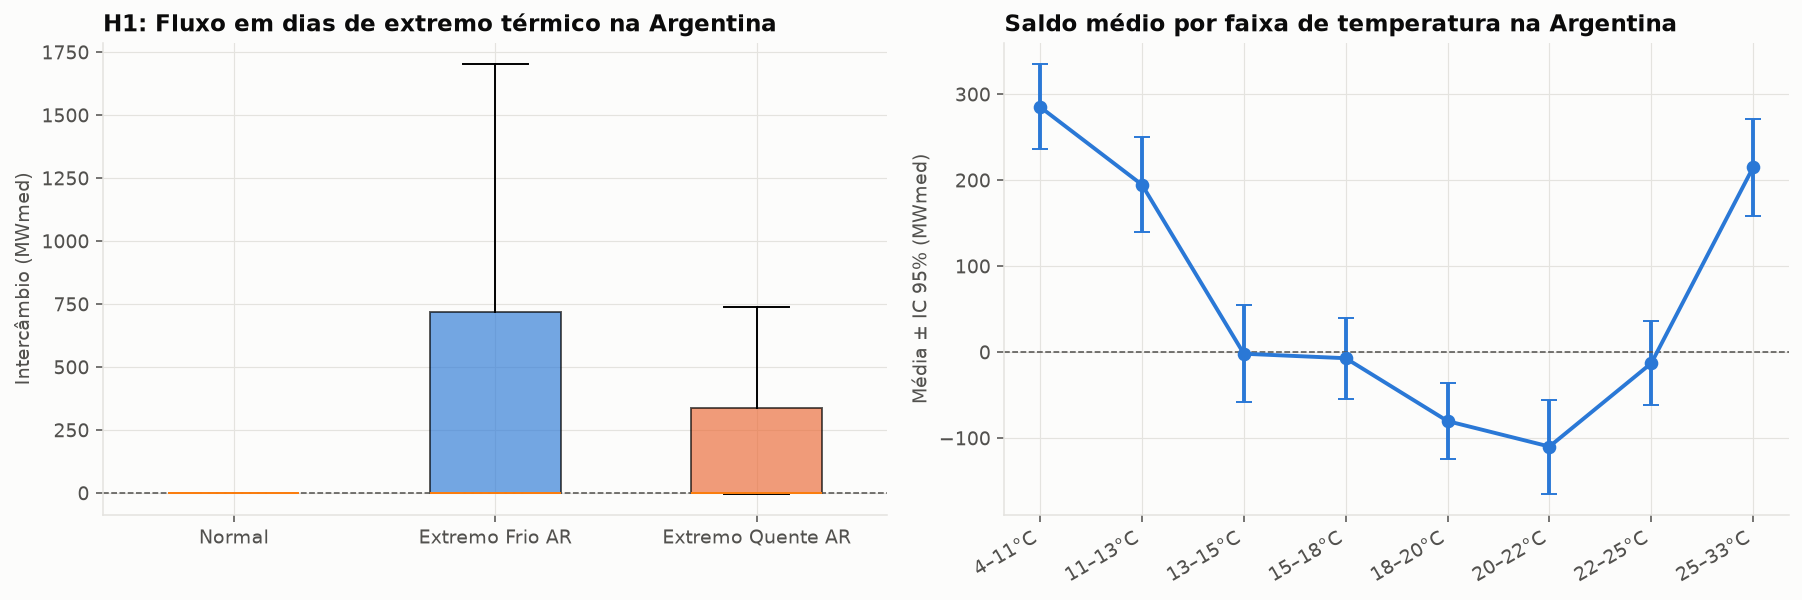 H1: Fluxo em dias de extremo térmico na Argentina
Intercâmbio (MWmed)
1750
1500
1250
1000
750
500
250
0
Normal
Extremo Frio AR
Extremo Quente AR
Saldo médio por faixa de temperatura na Argentina
Média ± IC 95% (MWmed)
300
200
100
0
−100
4–11°C
11–13°C
13–15°C
15–18°C
18–20°C
20–22°C
22–25°C
25–33°C